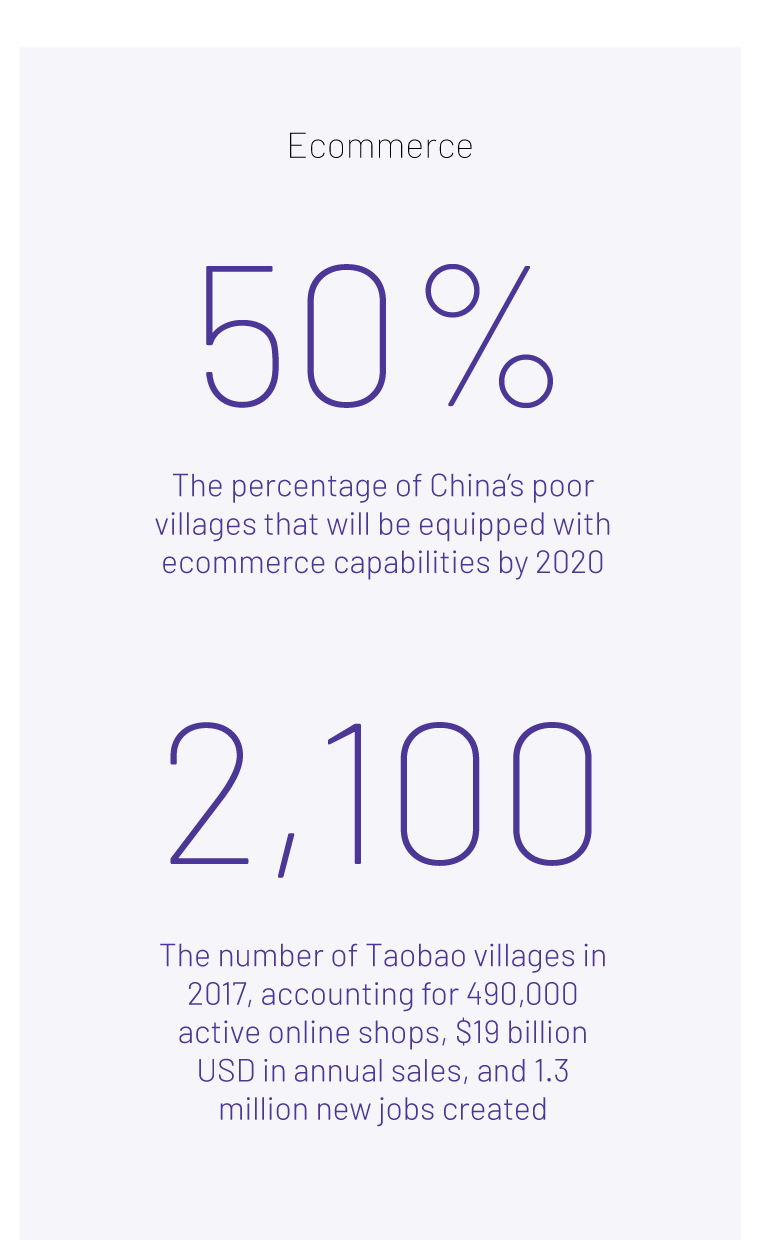 Ecommerce
50%
The percentage of China’s poor
villages that will be equipped with
ecommerce capabilities by 2020
2,100
The number of Taobao villages in
2017, accounting for 490,000
active online shops, $19 billion
USD in annual sales, and 1.3
million new jobs created